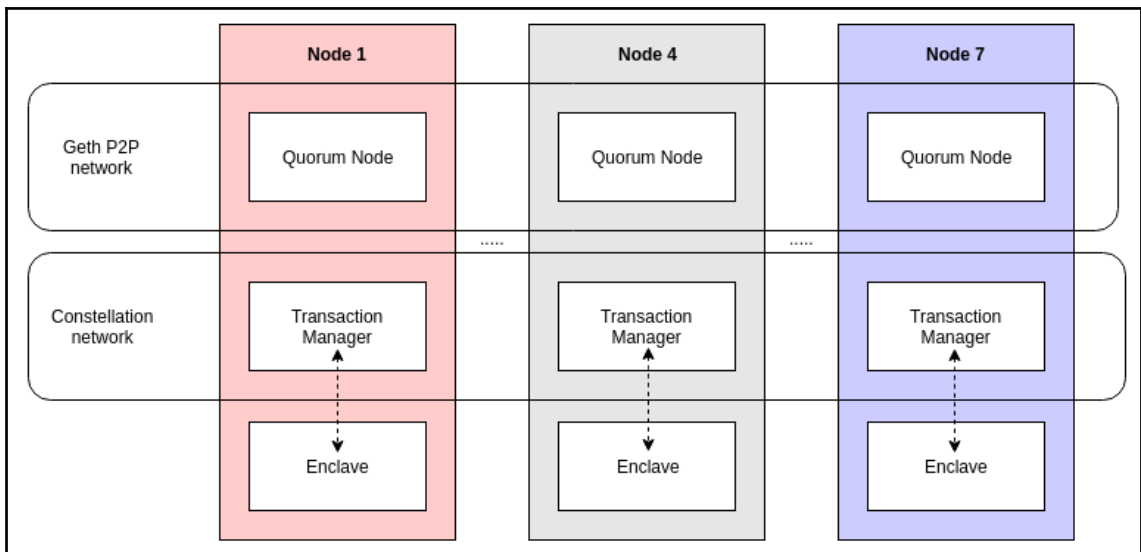 Node 1
Node 4
Node 7
Geth P2P
network
Quorum Node
Quorum Node
Quorum Node
.....
.....
Constellation
network
Transaction
Manager
Transaction
Manager
Transaction
Manager
Enclave
Enclave
Enclave